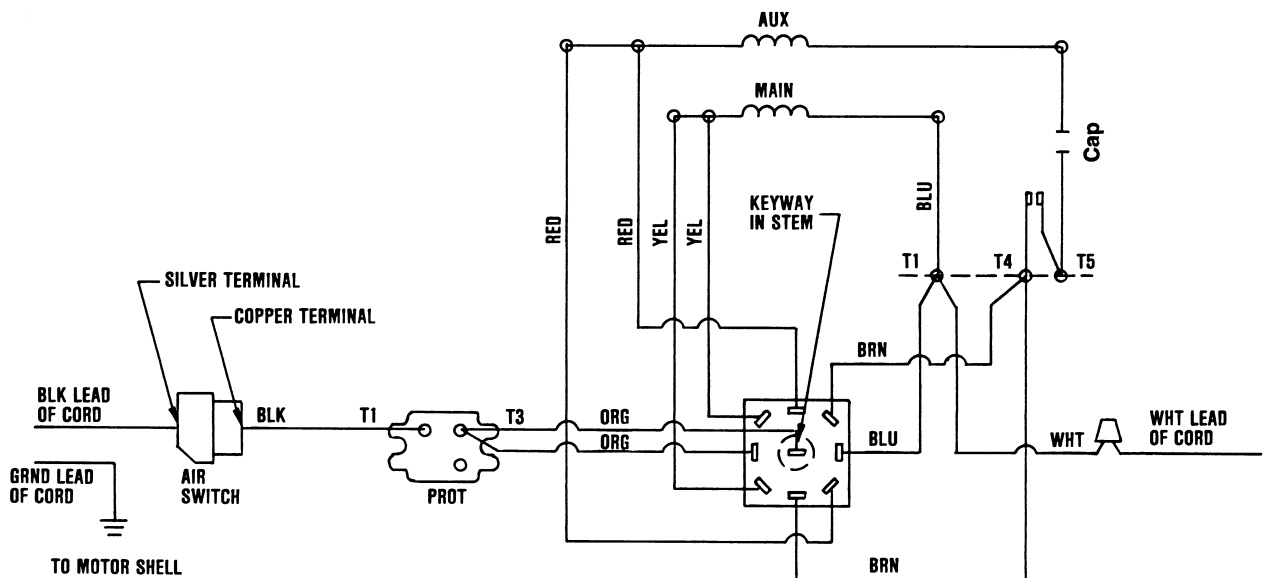 AUX
MAIN
Cap
RED
RED
YEL
YEL
KEYWAY
IN STEM
BLU
T1
T4
T5
SILVER TERMINAL
COPPER TERMINAL
BRN
BLK LEAD
OF CORD
BLK
T1
T3
ORG
ORG
BLU
WHT
WHT LEAD
OF CORD
GRND LEAD
OF CORD
AIR
SWITCH
PROT
TO MOTOR SHELL
BRN